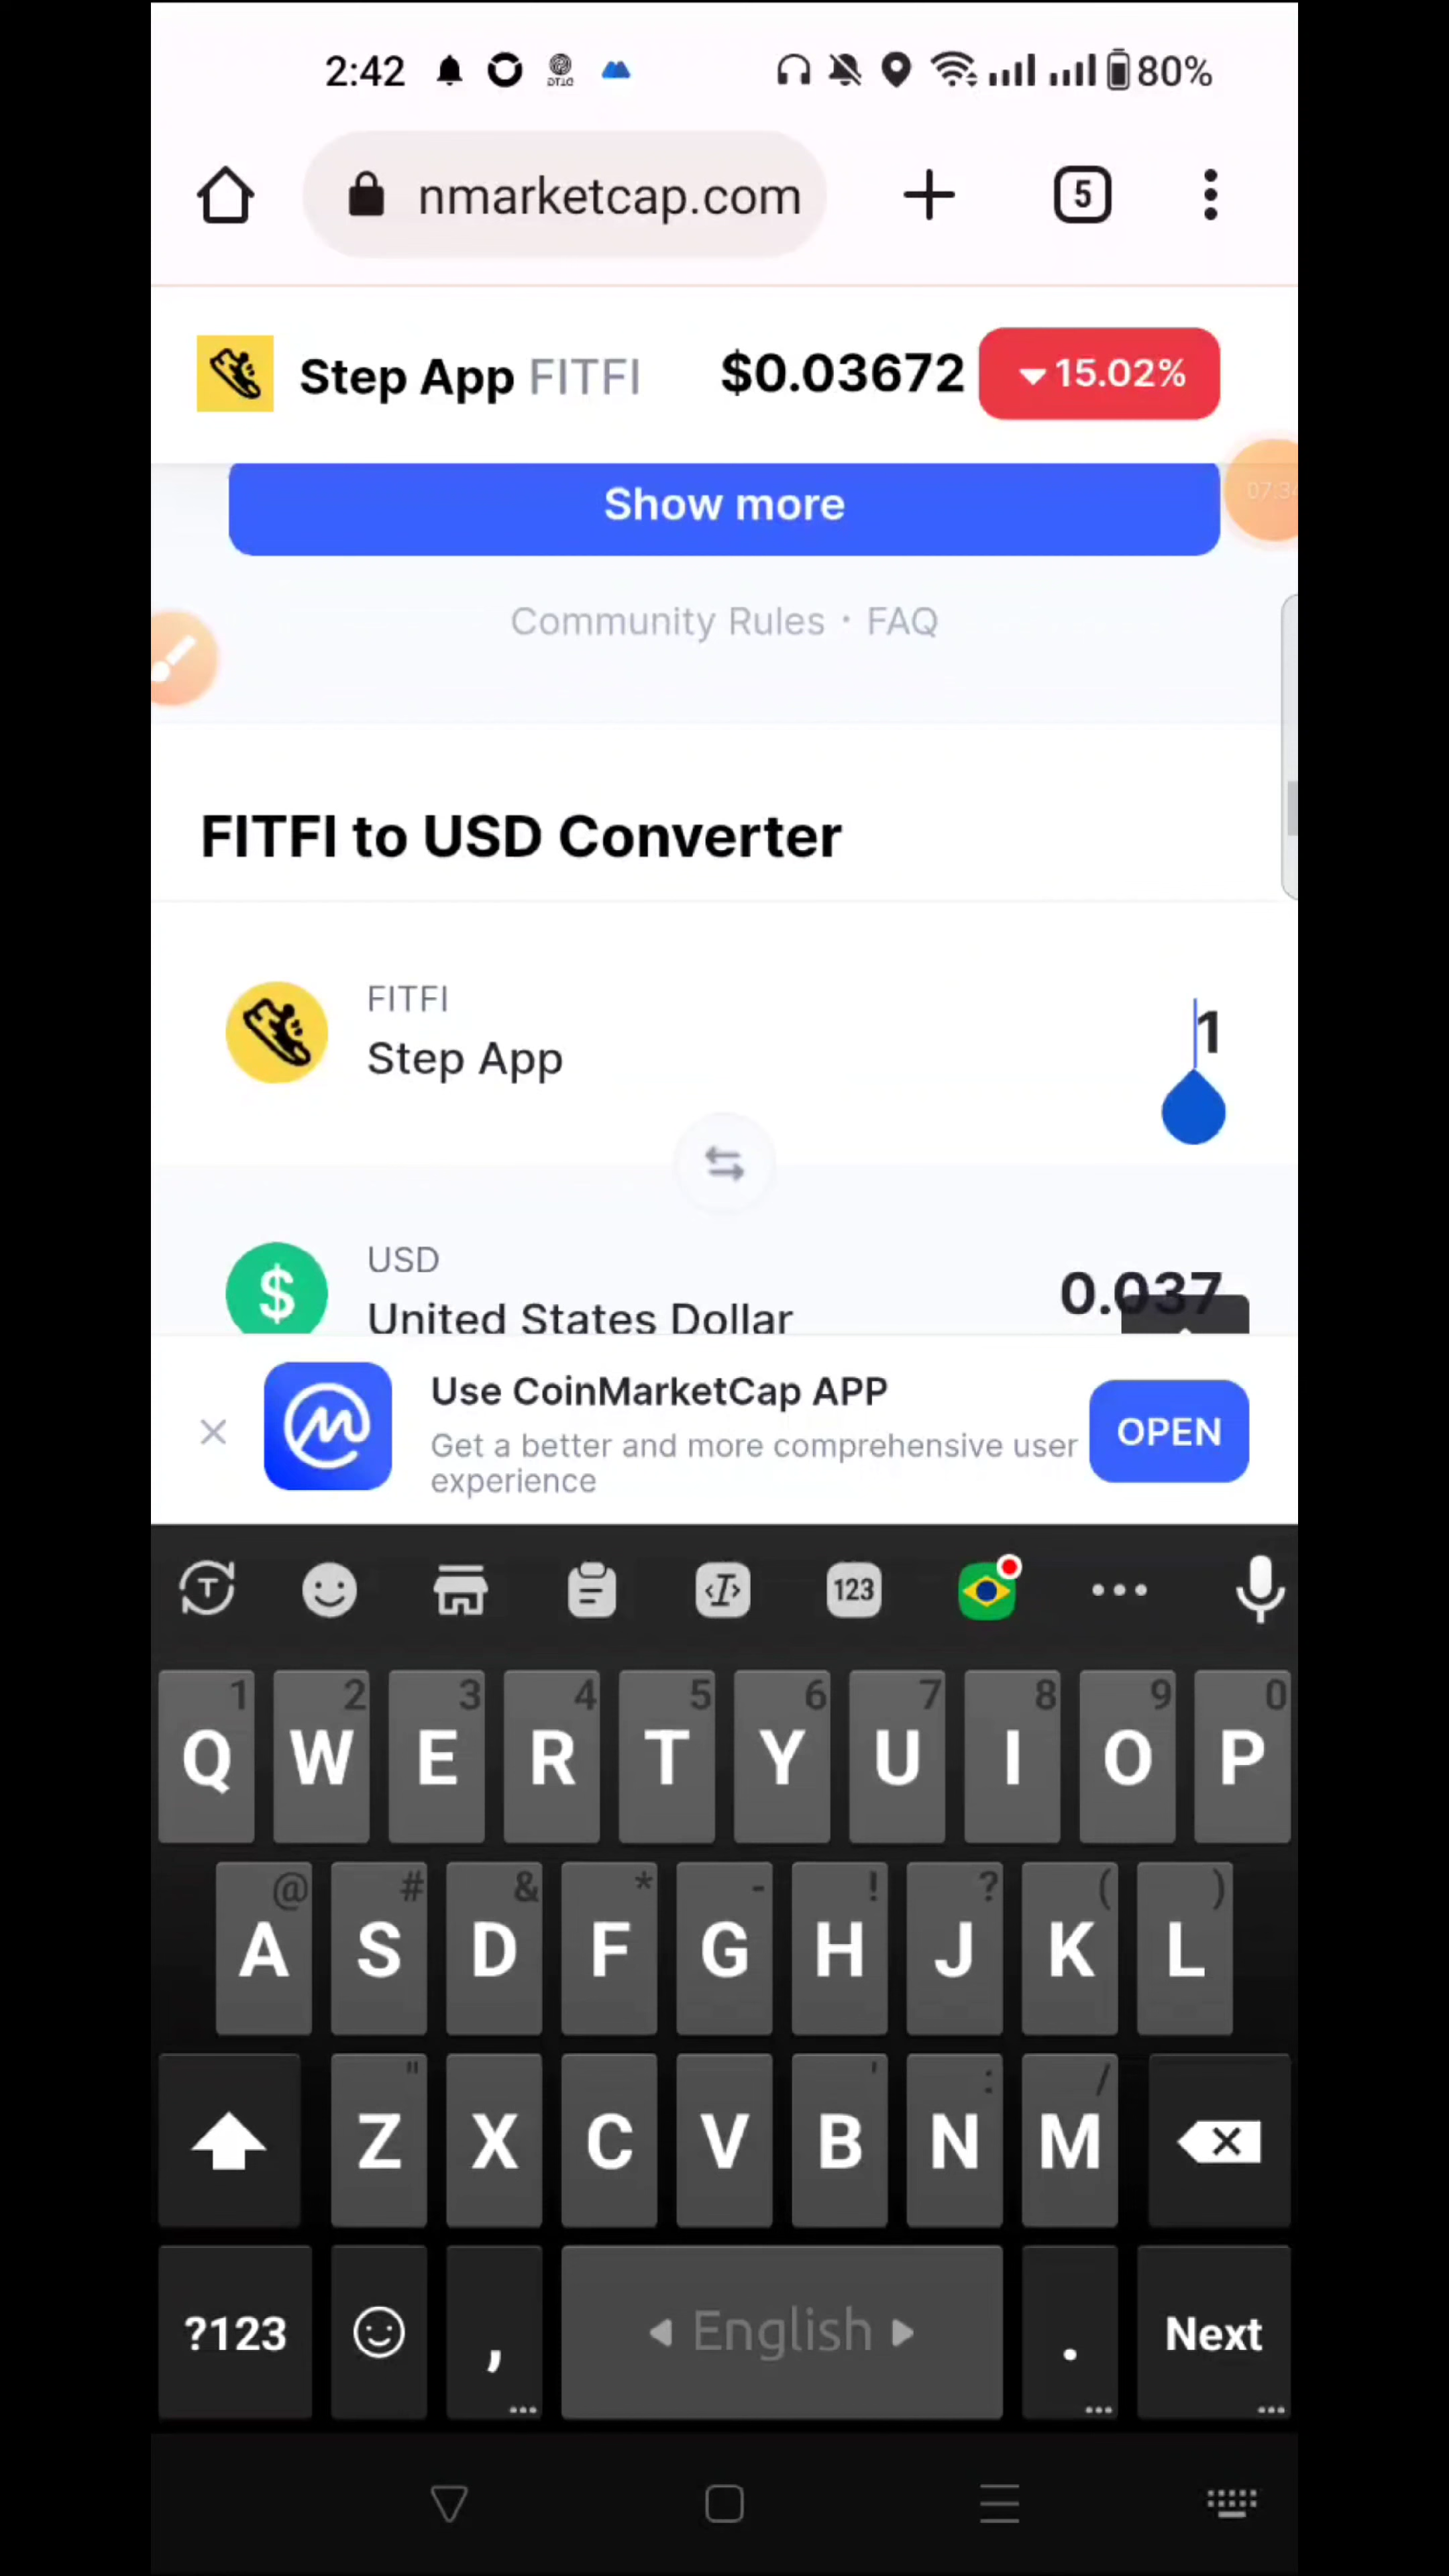 2:42 DTLG 80%
nmarketcap.com 5
Step App FITFI $0.03672 15.02%
Show more
07:3
Community Rules • FAQ
FITFI to USD Converter
FITFI
Step App
1
USD
United States Dollar
0.037
Use CoinMarketCap APP
Get a better and more comprehensive user
experience
OPEN
T 123
1 2 3 4 5 6 7 8 9 0
Q W E R T Y U I O P
@ # & * - ! ? ( )
A S D F G H J K L
" ' : /
Z X C V B N M
?123 , English . Next